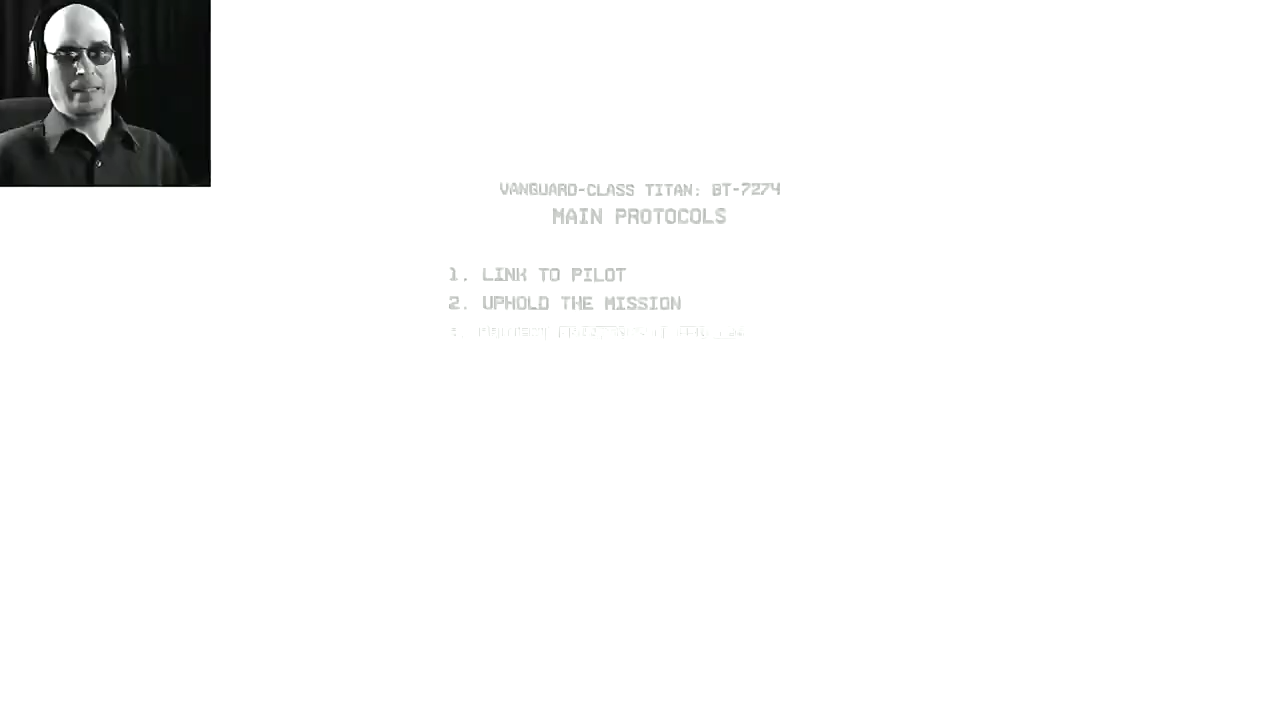 VANGUARD-CLASS TITAN: BT-7274
MAIN PROTOCOLS
1. LINK TO PILOT
2. UPHOLD THE MISSION